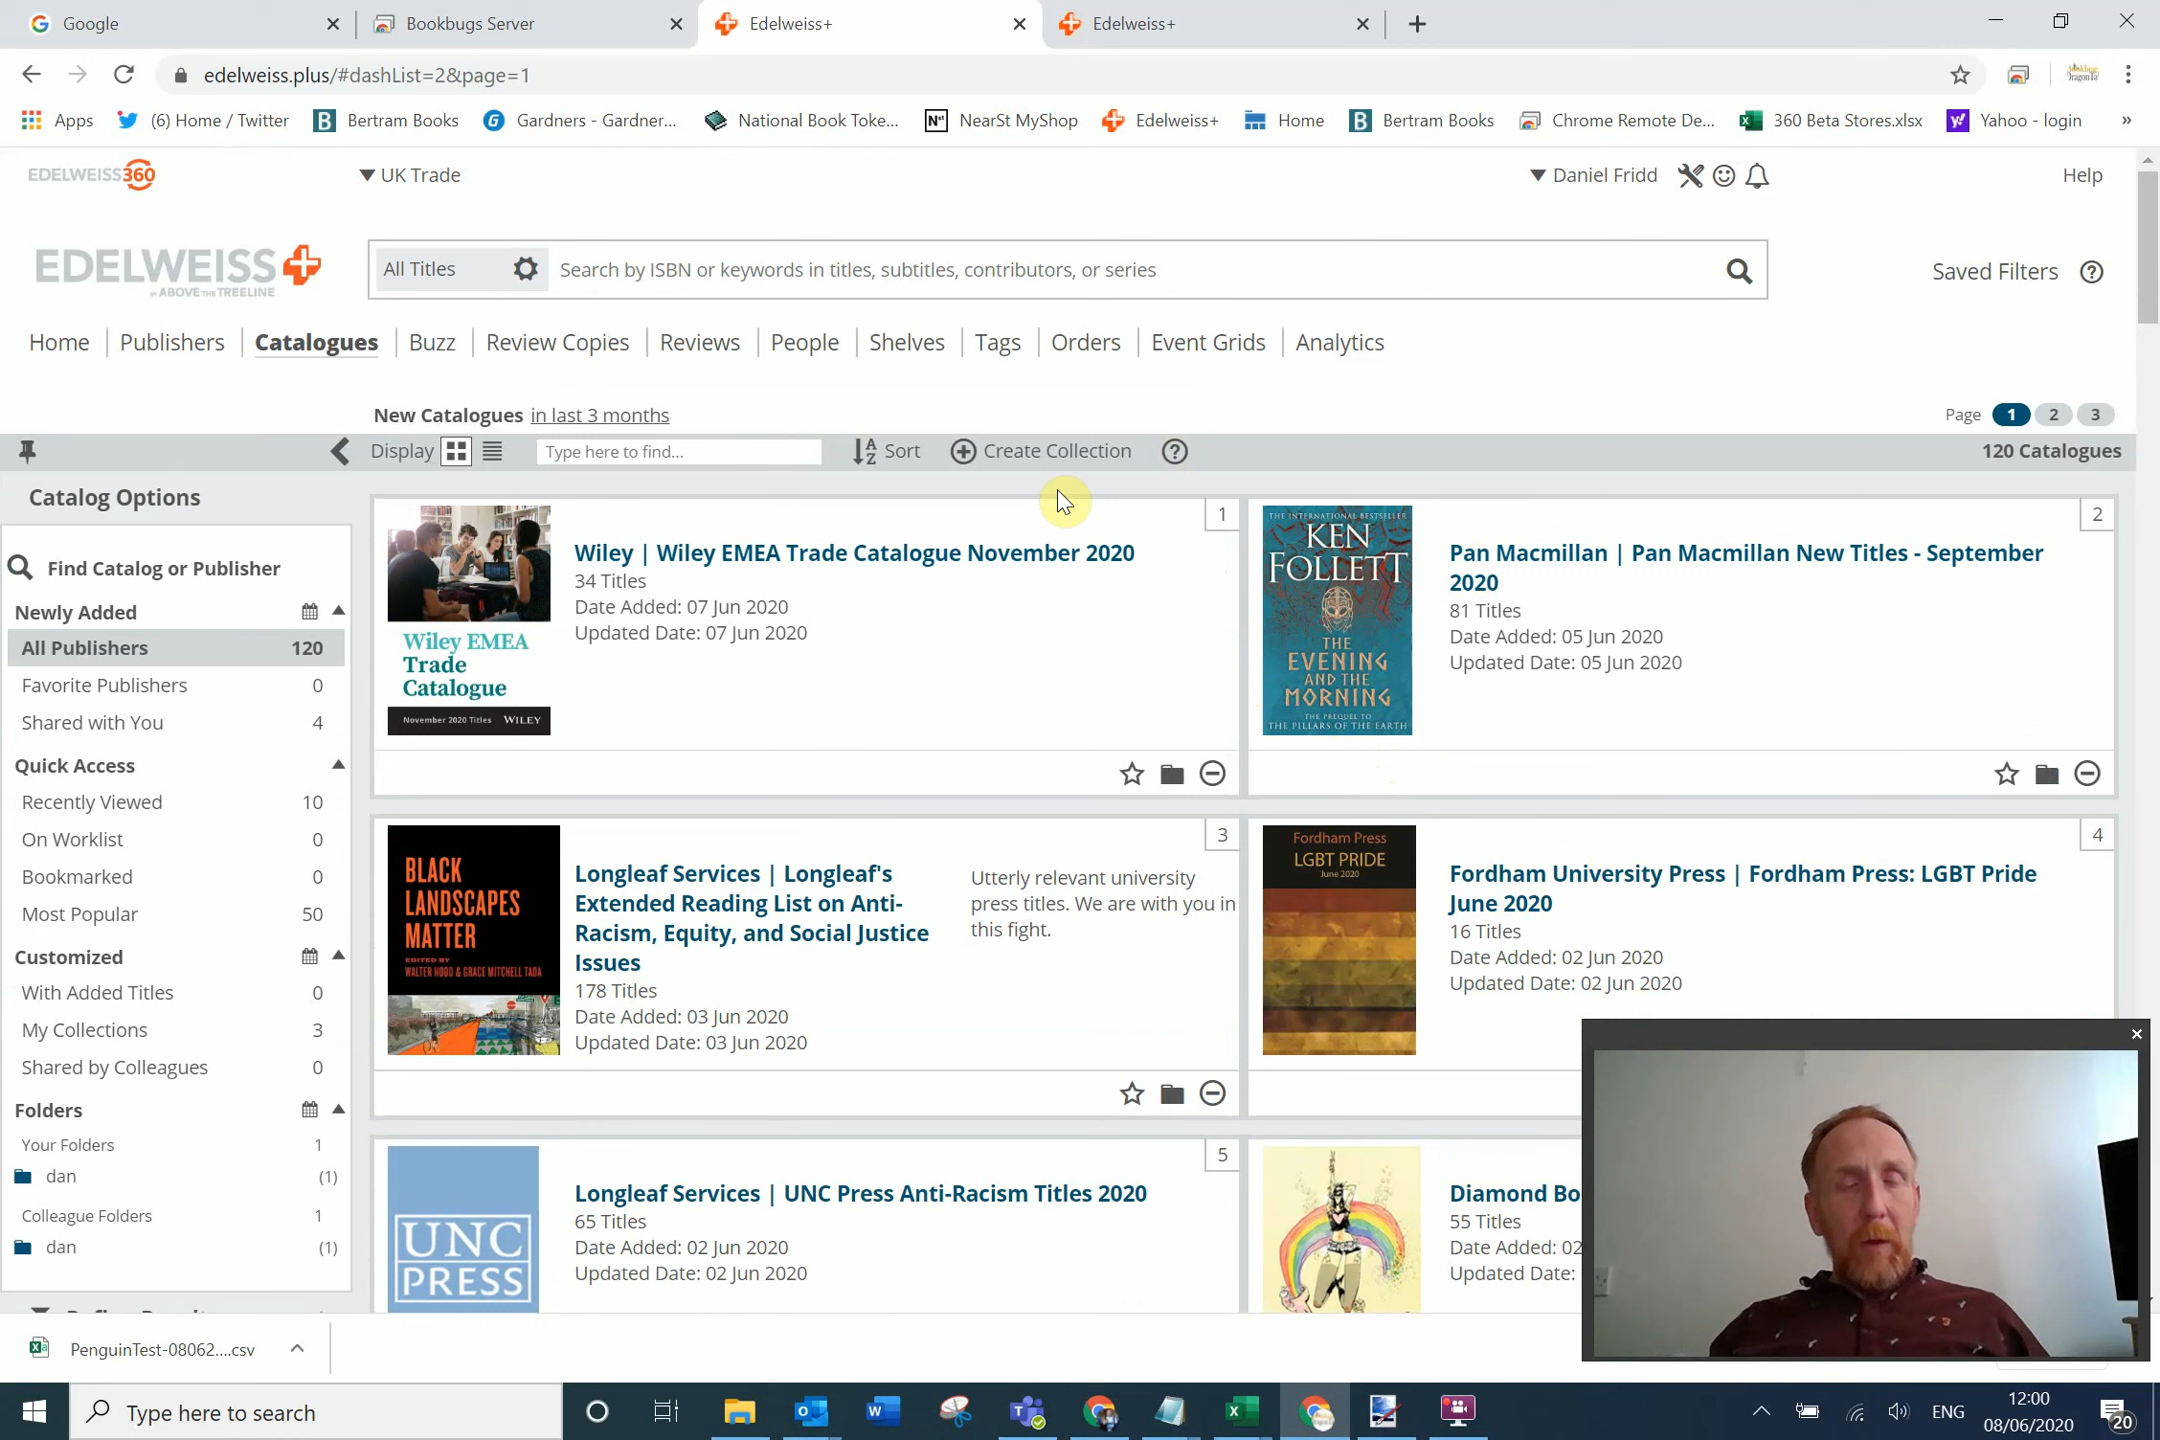 Google
Bookbugs Server
Edelweiss+
Edelweiss+
edelweiss.plus/#dashList=2&page=1
Apps
(6) Home / Twitter
Bertram Books
Gardners - Gardner...
National Book Toke...
NearSt MyShop
Edelweiss+
Home
Bertram Books
Chrome Remote De...
360 Beta Stores.xlsx
Yahoo - login
»
EDELWEISS360
UK Trade
Daniel Fridd
Help
EDELWEISS
BY ABOVE THE TREELINE
All Titles
Search by ISBN or keywords in titles, subtitles, contributors, or series
Saved Filters
Home
Publishers
Catalogues
Buzz
Review Copies
Reviews
People
Shelves
Tags
Orders
Event Grids
Analytics
New Catalogues in last 3 months
Page 1 2 3
Display
Type here to find...
Sort
Create Collection
120 Catalogues
Catalog Options
Find Catalog or Publisher
Newly Added
All Publishers 120
Favorite Publishers 0
Shared with You 4
Quick Access
Recently Viewed 10
On Worklist 0
Bookmarked 0
Most Popular 50
Customized
With Added Titles 0
My Collections 3
Shared by Colleagues 0
Folders
Your Folders 1
dan (1)
Colleague Folders 1
dan (1)
1
Wiley EMEA
Trade
Catalogue
November 2020 Titles WILEY
Wiley | Wiley EMEA Trade Catalogue November 2020
34 Titles
Date Added: 07 Jun 2020
Updated Date: 07 Jun 2020
2
THE INTERNATIONAL BESTSELLER
KEN
FOLLETT
THE
EVENING
AND THE
MORNING
THE PREQUEL TO
THE PILLARS OF THE EARTH
Pan Macmillan | Pan Macmillan New Titles - September
2020
81 Titles
Date Added: 05 Jun 2020
Updated Date: 05 Jun 2020
3
BLACK
LANDSCAPES
MATTER
EDITED BY
WALTER HOOD & GRACE MITCHELL TADA
Longleaf Services | Longleaf's
Extended Reading List on Anti-
Racism, Equity, and Social Justice
Issues
178 Titles
Date Added: 03 Jun 2020
Updated Date: 03 Jun 2020
Utterly relevant university
press titles. We are with you in
this fight.
4
Fordham Press
LGBT PRIDE
June 2020
Fordham University Press | Fordham Press: LGBT Pride
June 2020
16 Titles
Date Added: 02 Jun 2020
Updated Date: 02 Jun 2020
5
UNC
PRESS
Longleaf Services | UNC Press Anti-Racism Titles 2020
65 Titles
Date Added: 02 Jun 2020
Updated Date: 02 Jun 2020
Diamond Bo
55 Titles
Date Added: 02
Updated Date:
PenguinTest-08062....csv
Type here to search
ENG
12:00
08/06/2020
20